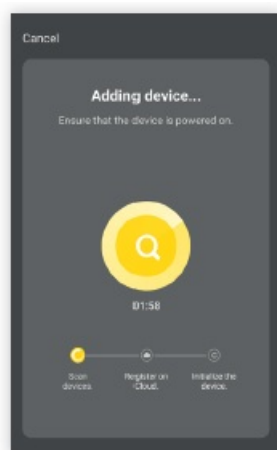 Cancel
Adding device...
Ensure that the device is powered on.
01:58
Scan
devices.
Register on
Cloud.
Initialize the
device.